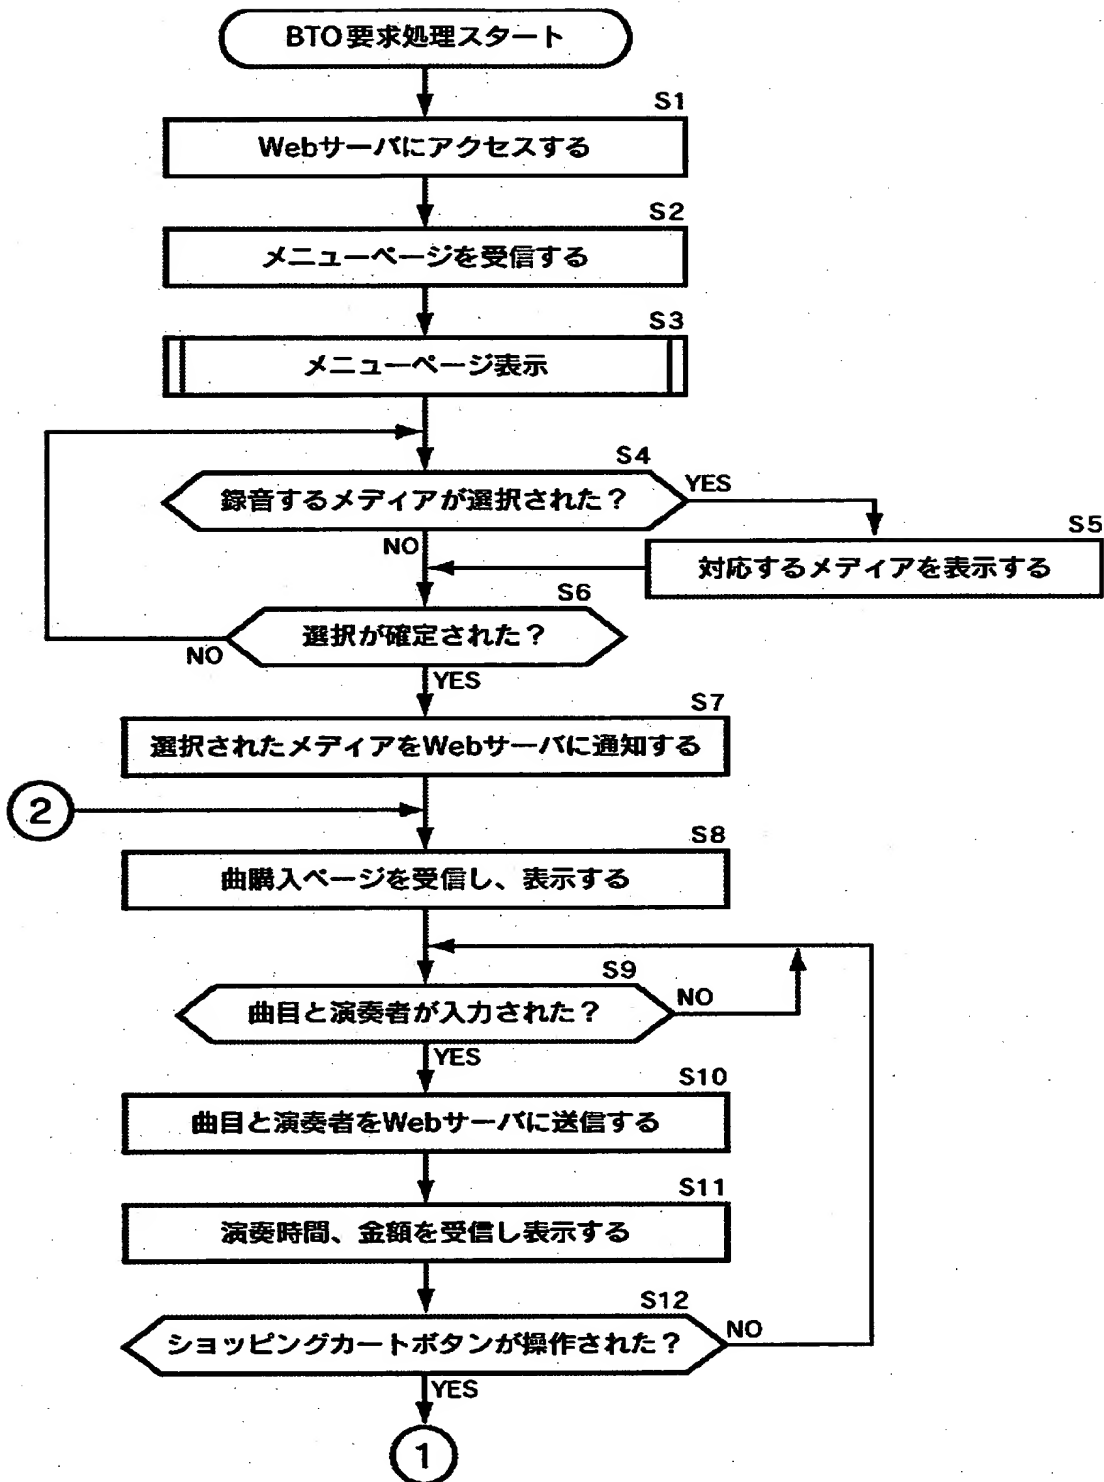 BTO要求処理スタート
S1
Webサーバにアクセスする
S2
メニューページを受信する
S3
メニューページ表示
S4
録音するメディアが選択された？
YES
NO
S5
対応するメディアを表示する
S6
選択が確定された？
NO
YES
S7
選択されたメディアをWebサーバに通知する
2
S8
曲購入ページを受信し、表示する
S9
曲目と演奏者が入力された？
NO
YES
S10
曲目と演奏者をWebサーバに送信する
S11
演奏時間、金額を受信し表示する
S12
ショッピングカートボタンが操作された？
NO
YES
1